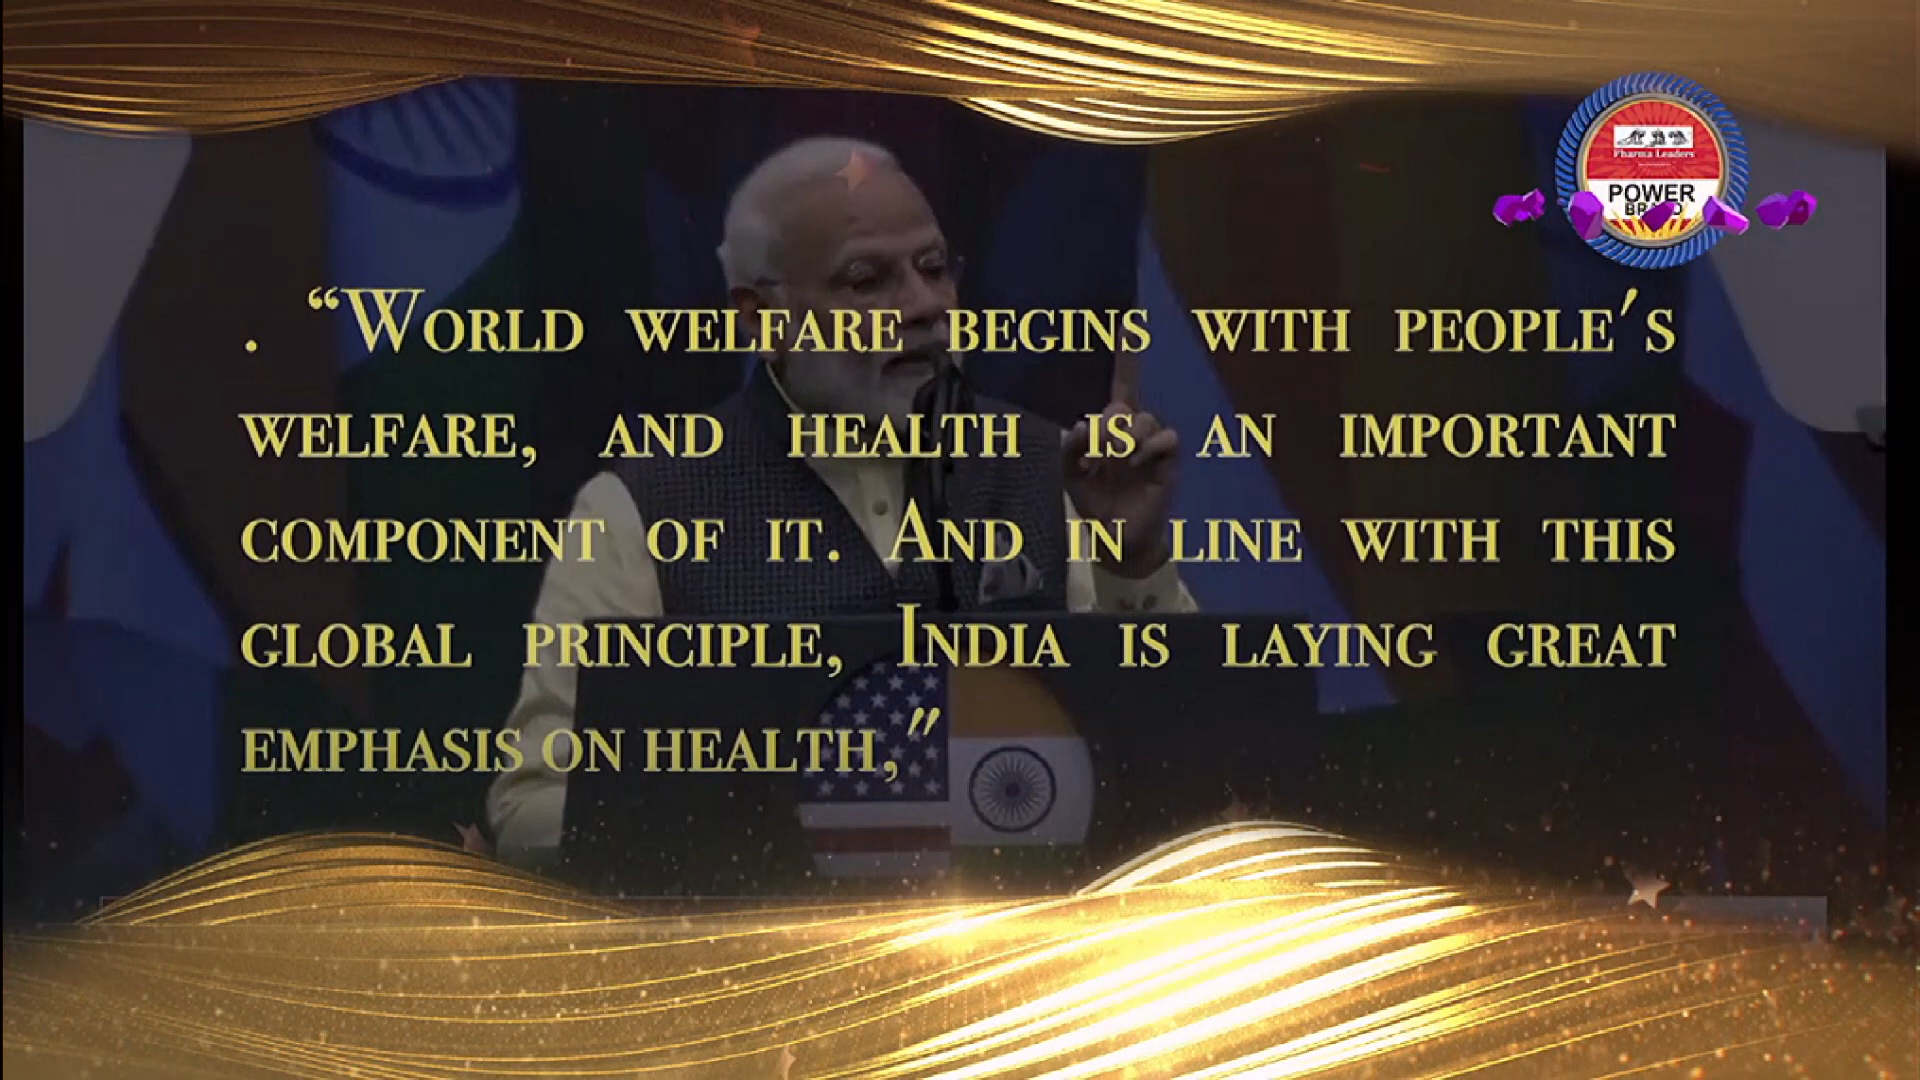 Pharma Leaders
POWER
BRAND
. “World welfare begins with people's
welfare, and health is an important
component of it. And in line with this
global principle, India is laying great
emphasis on health,"